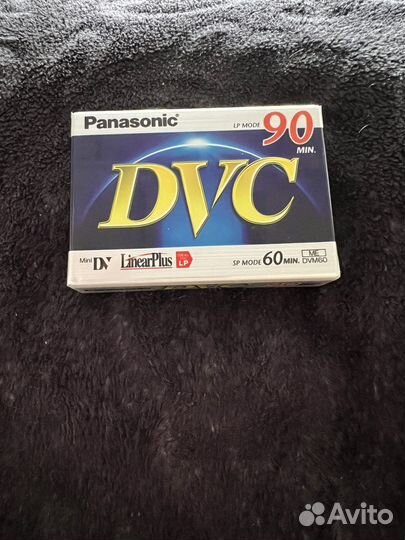 Panasonic
LP MODE 90 MIN.
DVC
Mini DV LinearPlus LP SP MODE 60 MIN. ME DVM60
Avito